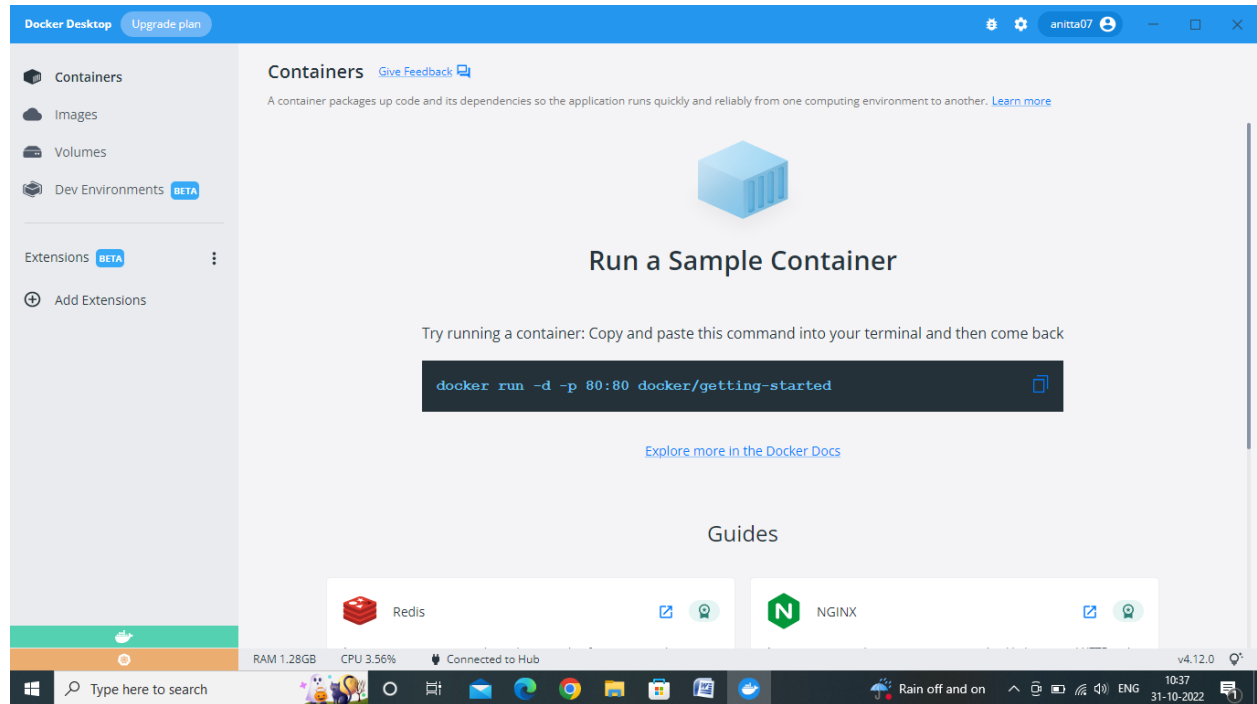 Docker Desktop Upgrade plan anitta07
Containers
Images
Volumes
Dev Environments BETA
Extensions BETA
Add Extensions
Containers Give Feedback
A container packages up code and its dependencies so the application runs quickly and reliably from one computing environment to another. Learn more
Run a Sample Container
Try running a container: Copy and paste this command into your terminal and then come back
docker run -d -p 80:80 docker/getting-started
Explore more in the Docker Docs
Guides
Redis
NGINX
RAM 1.28GB CPU 3.56% Connected to Hub v4.12.0
Type here to search Rain off and on ENG 10:37
31-10-2022